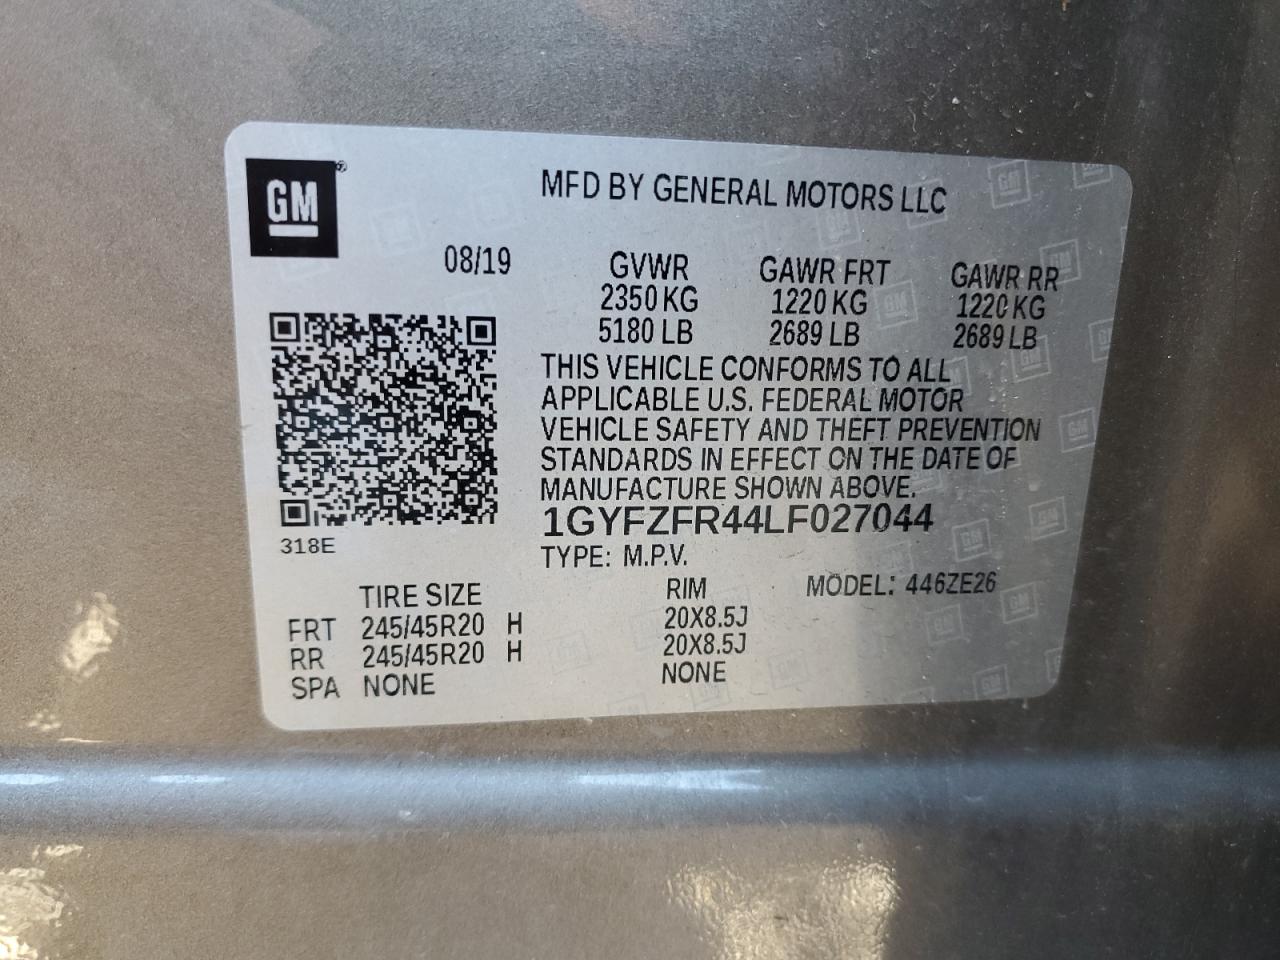 GM
MFD BY GENERAL MOTORS LLC
08/19
GVWR GAWR FRT GAWR RR
2350 KG 1220 KG 1220 KG
5180 LB 2689 LB 2689 LB
THIS VEHICLE CONFORMS TO ALL
APPLICABLE U.S. FEDERAL MOTOR
VEHICLE SAFETY AND THEFT PREVENTION
STANDARDS IN EFFECT ON THE DATE OF
MANUFACTURE SHOWN ABOVE.
1GYFZFR44LF027044
318E
TYPE: M.P.V.
TIRE SIZE RIM MODEL: 446ZE26
FRT 245/45R20 H 20X8.5J
RR 245/45R20 H 20X8.5J
SPA NONE NONE